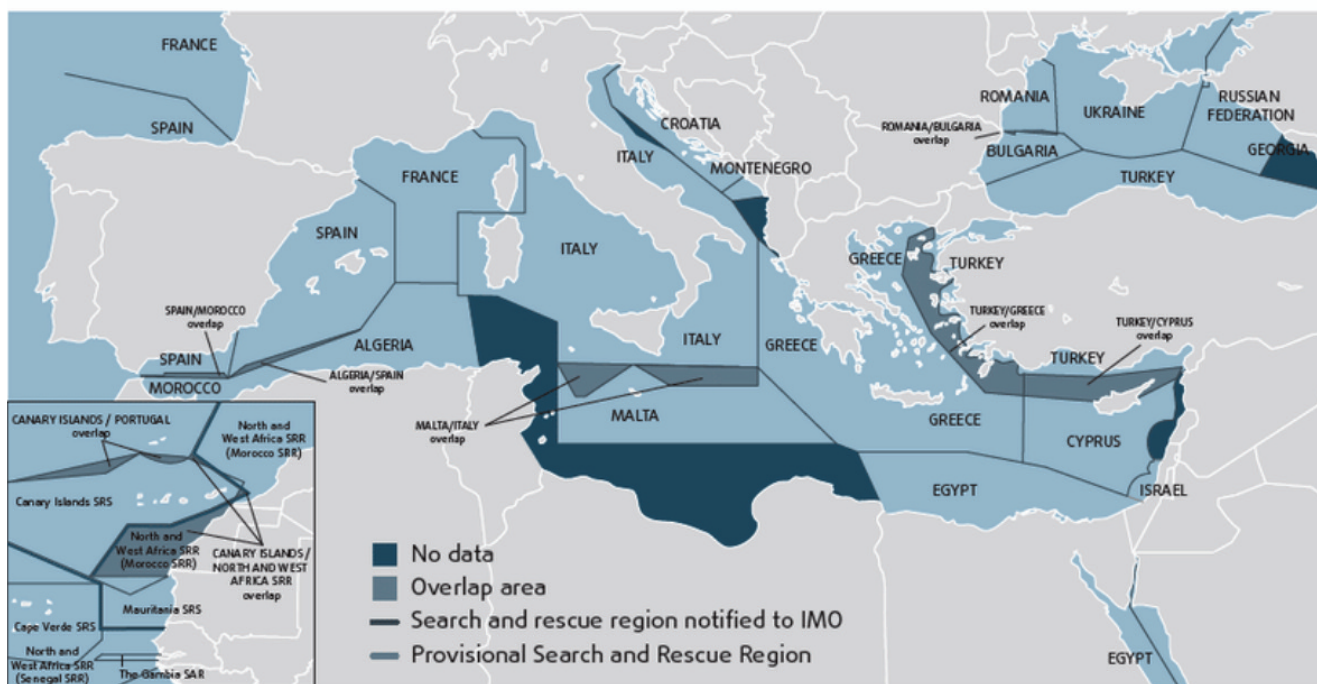 FRANCE
SPAIN
FRANCE
SPAIN
ITALY
CROATIA
ITALY
MONTENEGRO
ROMANIA
UKRAINE
RUSSIAN
FEDERATION
ROMANIA/BULGARIA
overlap
BULGARIA
GEORGIA
TURKEY
GREECE
TURKEY
SPAIN/MOROCCO
overlap
SPAIN
MOROCCO
ALGERIA
ALGERIA/SPAIN
overlap
ITALY
GREECE
TURKEY/GREECE
overlap
TURKEY/CYPRUS
overlap
TURKEY
MALTA/ITALY
overlap
MALTA
GREECE
CYPRUS
EGYPT
ISRAEL
CANARY ISLANDS / PORTUGAL
overlap
North and
West Africa SRR
(Morocco SRR)
Canary Islands SRS
North and
West Africa SRR
(Morocco SRR)
CANARY ISLANDS /
NORTH AND WEST
AFRICA SRR
overlap
Mauritania SRS
Cape Verde SRS
North and
West Africa SRR
(Senegal SRR)
The Gambia SAR
No data
Overlap area
Search and rescue region notified to IMO
Provisional Search and Rescue Region
EGYPT